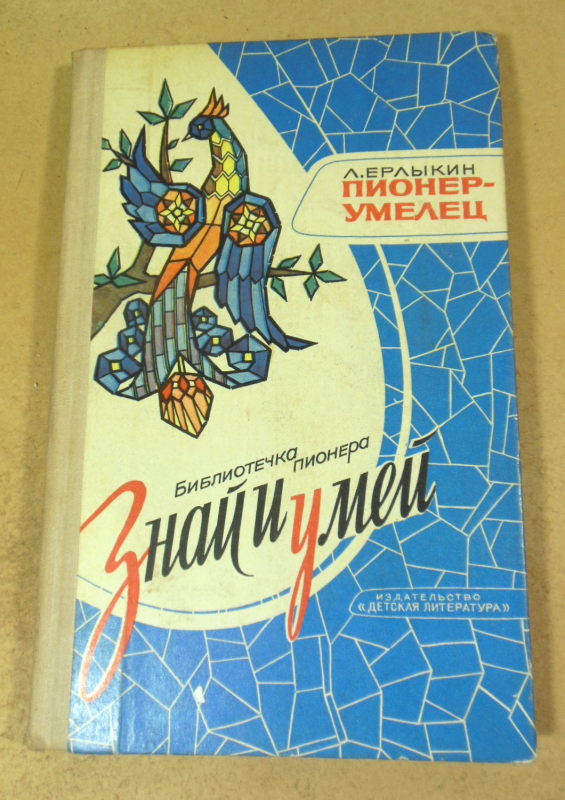 Л.ЕРЛЫКИН
ПИОНЕР-
УМЕЛЕЦ
Библиотечка
пионера
Знай и умей
ИЗДАТЕЛЬСТВО
«ДЕТСКАЯ ЛИТЕРАТУРА»